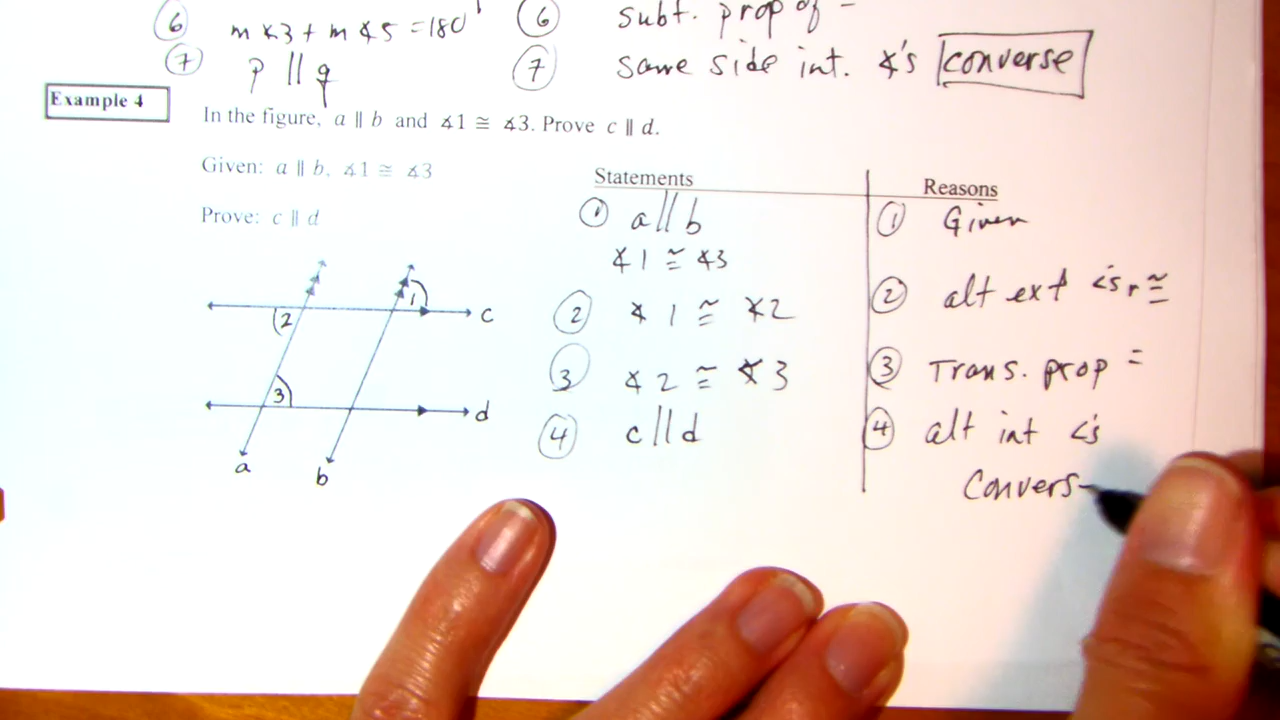 ⑥ m∡3 + m∡5 = 180 ⑥ subt. prop of =
⑦ p || q ⑦ same side int. ∡'s converse
Example 4
In the figure, a || b and ∡1 ≅ ∡3. Prove c || d.
Given: a || b, ∡1 ≅ ∡3
Prove: c || d
Statements Reasons
① a || b ① Given
∡1 ≅ ∡3
② ∡1 ≅ ∡2 ② alt ext ∠'s r ≅
③ ∡2 ≅ ∡3 ③ Trans. prop =
④ c || d ④ alt int ∠'s
Convers
1
c
2
3
d
a
b